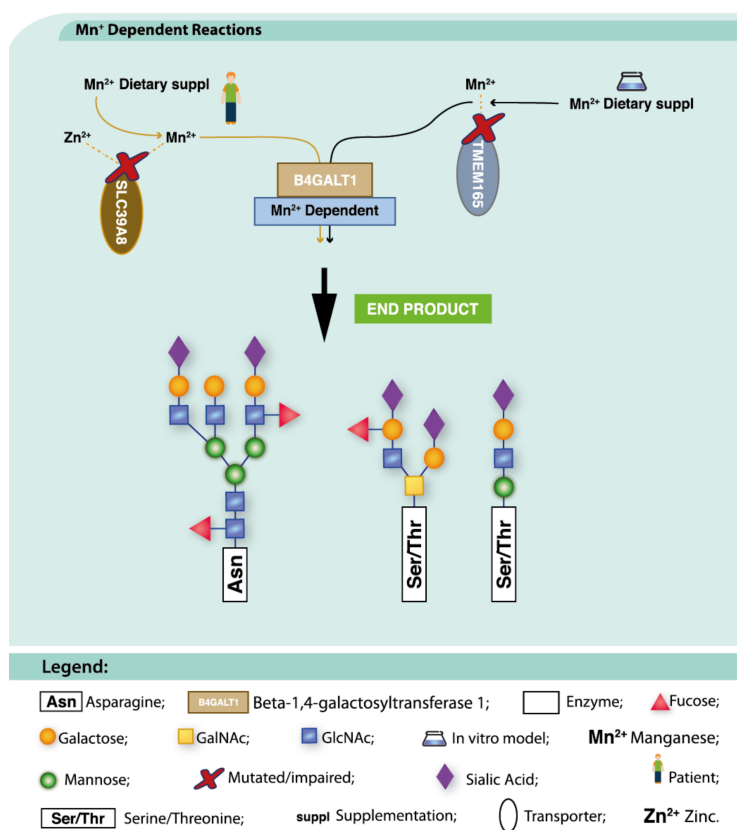 Mn⁺ Dependent Reactions
Mn²⁺ Dietary suppl
Mn²⁺
Mn²⁺ Dietary suppl
Zn²⁺
Mn²⁺
SLC39A8
TMEM165
B4GALT1
Mn²⁺ Dependent
END PRODUCT
Asn
Ser/Thr
Ser/Thr
Legend:
Asn Asparagine; B4GALT1 Beta-1,4-galactosyltransferase 1; Enzyme; Fucose;
Galactose; GalNAc; GlcNAc; In vitro model; Mn²⁺ Manganese;
Mannose; Mutated/impaired; Sialic Acid; Patient;
Ser/Thr Serine/Threonine; suppl Supplementation; Transporter; Zn²⁺ Zinc.